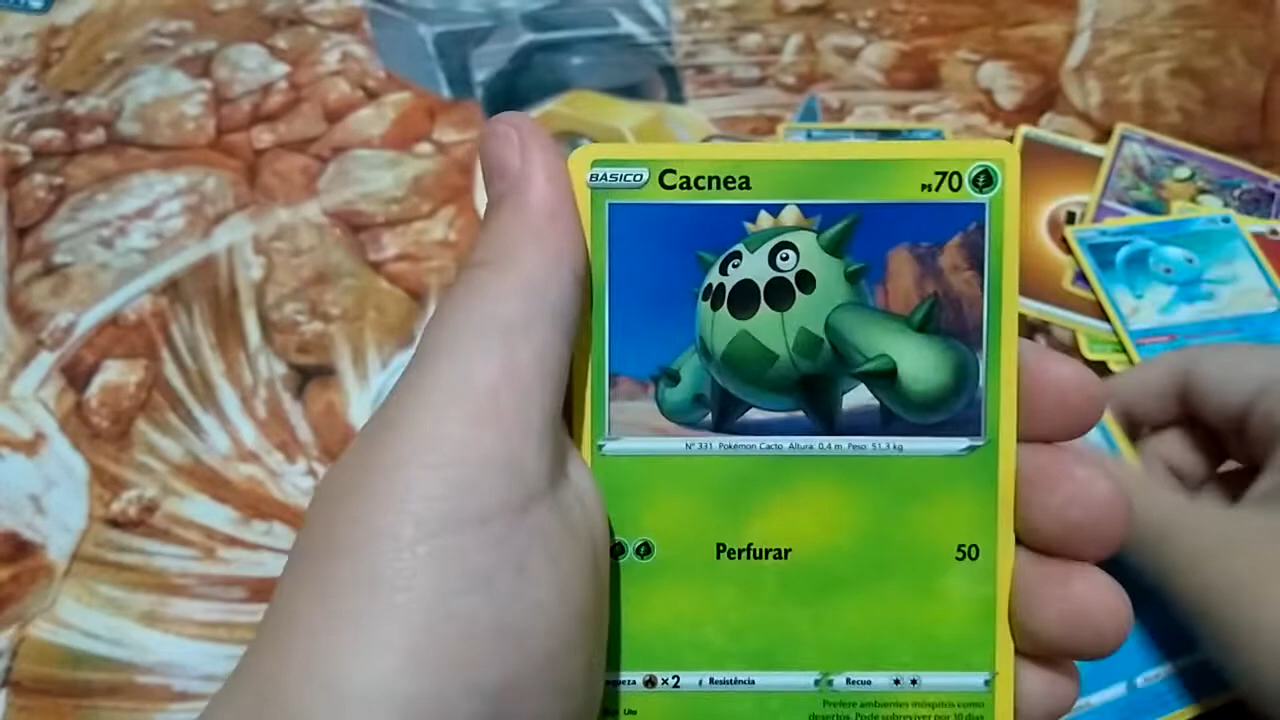 BÁSICO Cacnea PS70
Nº 331 Pokémon Cacto Altura: 0,4 m Peso: 51,3 kg
Perfurar 50
×2 Resistência Recuo
Prefere ambientes inóspitos como
desertos. Pode sobreviver por 30 dias